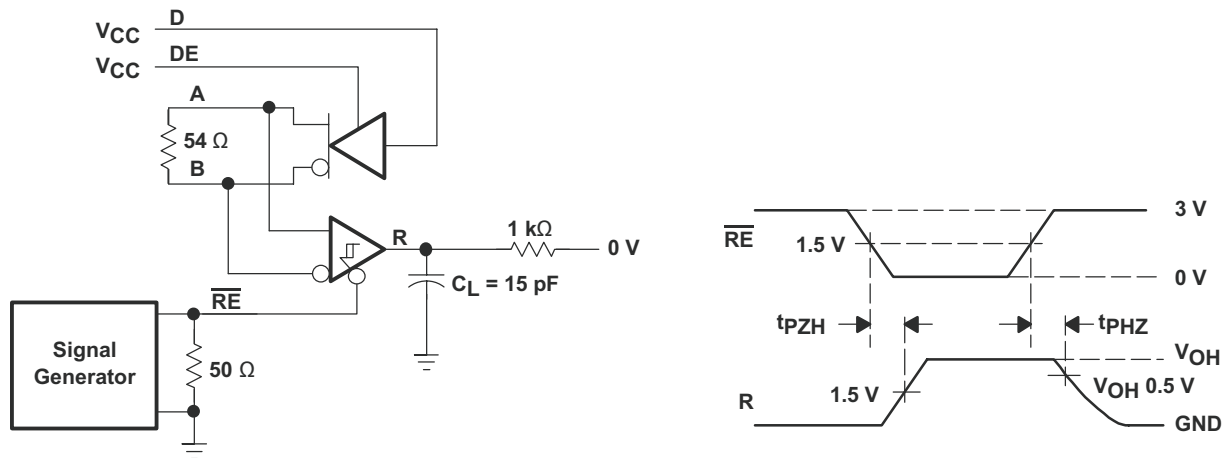 D
VCC
DE
VCC
A
54 Ω
B
R
1 kΩ
0 V
CL = 15 pF
RE
Signal
Generator
50 Ω
3 V
RE
1.5 V
0 V
tPZH
tPHZ
VOH
1.5 V
VOH 0.5 V
R
GND